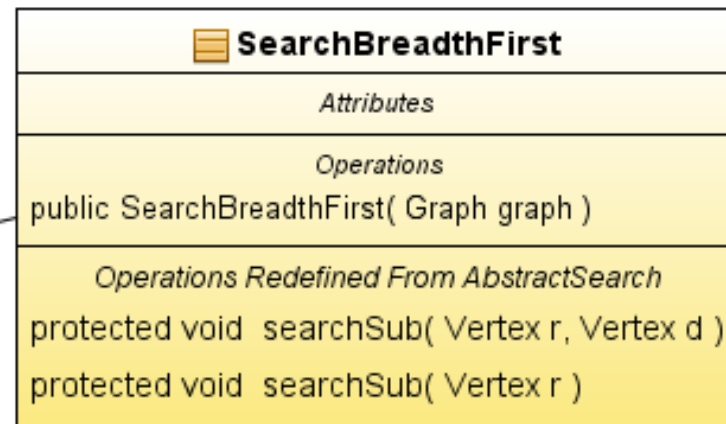 SearchBreadthFirst
Attributes
Operations
public SearchBreadthFirst( Graph graph )
Operations Redefined From AbstractSearch
protected void  searchSub( Vertex r, Vertex d )
protected void  searchSub( Vertex r )